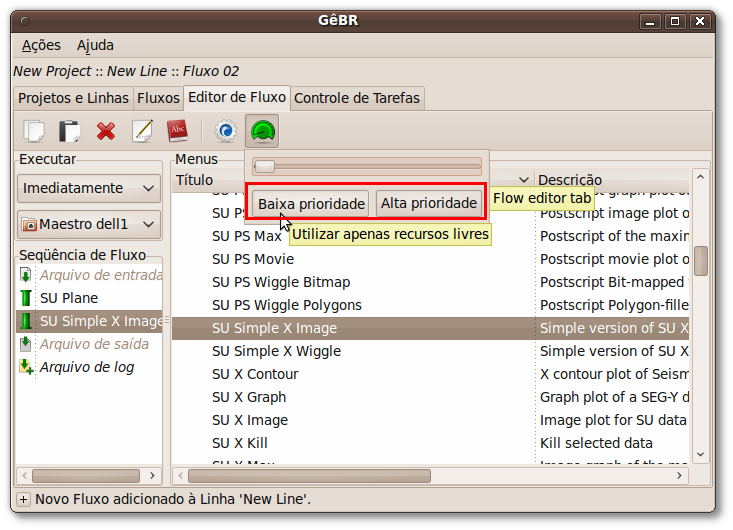 GêBR
Ações Ajuda
New Project :: New Line :: Fluxo 02
Projetos e Linhas Fluxos Editor de Fluxo Controle de Tarefas
Abc
Executar
Imediatamente
Maestro dell1
Seqüência de Fluxo
Arquivo de entrada
SU Plane
SU Simple X Image
Arquivo de saída
Arquivo de log
Menus
Título Descrição
Baixa prioridade Alta prioridade
Flow editor tab
Utilizar apenas recursos livres
SU PS
Postscript image plot o
SU PS Max
Postscript of the maxin
SU PS Movie
Postscript movie plot o
SU PS Wiggle Bitmap
Postscript Bit-mapped
SU PS Wiggle Polygons
Postscript Polygon-fille
SU Simple X Image
Simple version of SU X
SU Simple X Wiggle
Simple version of SU X
SU X Contour
X contour plot of Seism
SU X Graph
Graph plot of a SEG-Y d
SU X Image
Image plot for SU data
SU X Kill
Kill selected data
SU X Max
Image graph of the ma
Novo Fluxo adicionado à Linha 'New Line'.